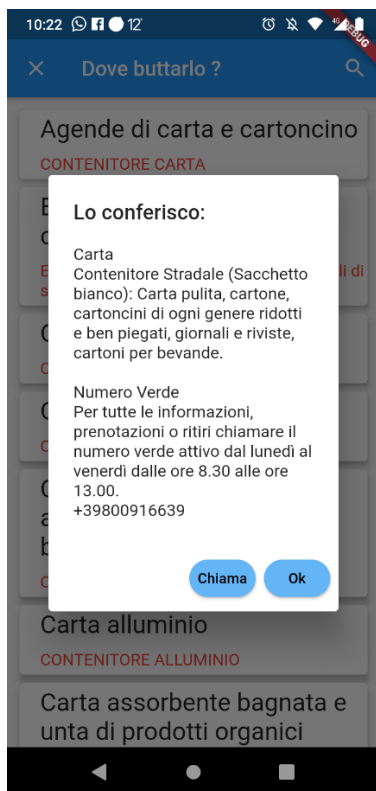 10:22 12°
DEBUG
Dove buttarlo ?
Agende di carta e cartoncino
CONTENITORE CARTA
Lo conferisco:
Carta
Contenitore Stradale (Sacchetto
bianco): Carta pulita, cartone,
cartoncini di ogni genere ridotti
e ben piegati, giornali e riviste,
cartoni per bevande.
Numero Verde
Per tutte le informazioni,
prenotazioni o ritiri chiamare il
numero verde attivo dal lunedì al
venerdì dalle ore 8.30 alle ore
13.00.
+39800916639
Chiama Ok
Carta alluminio
CONTENITORE ALLUMINIO
Carta assorbente bagnata e
unta di prodotti organici